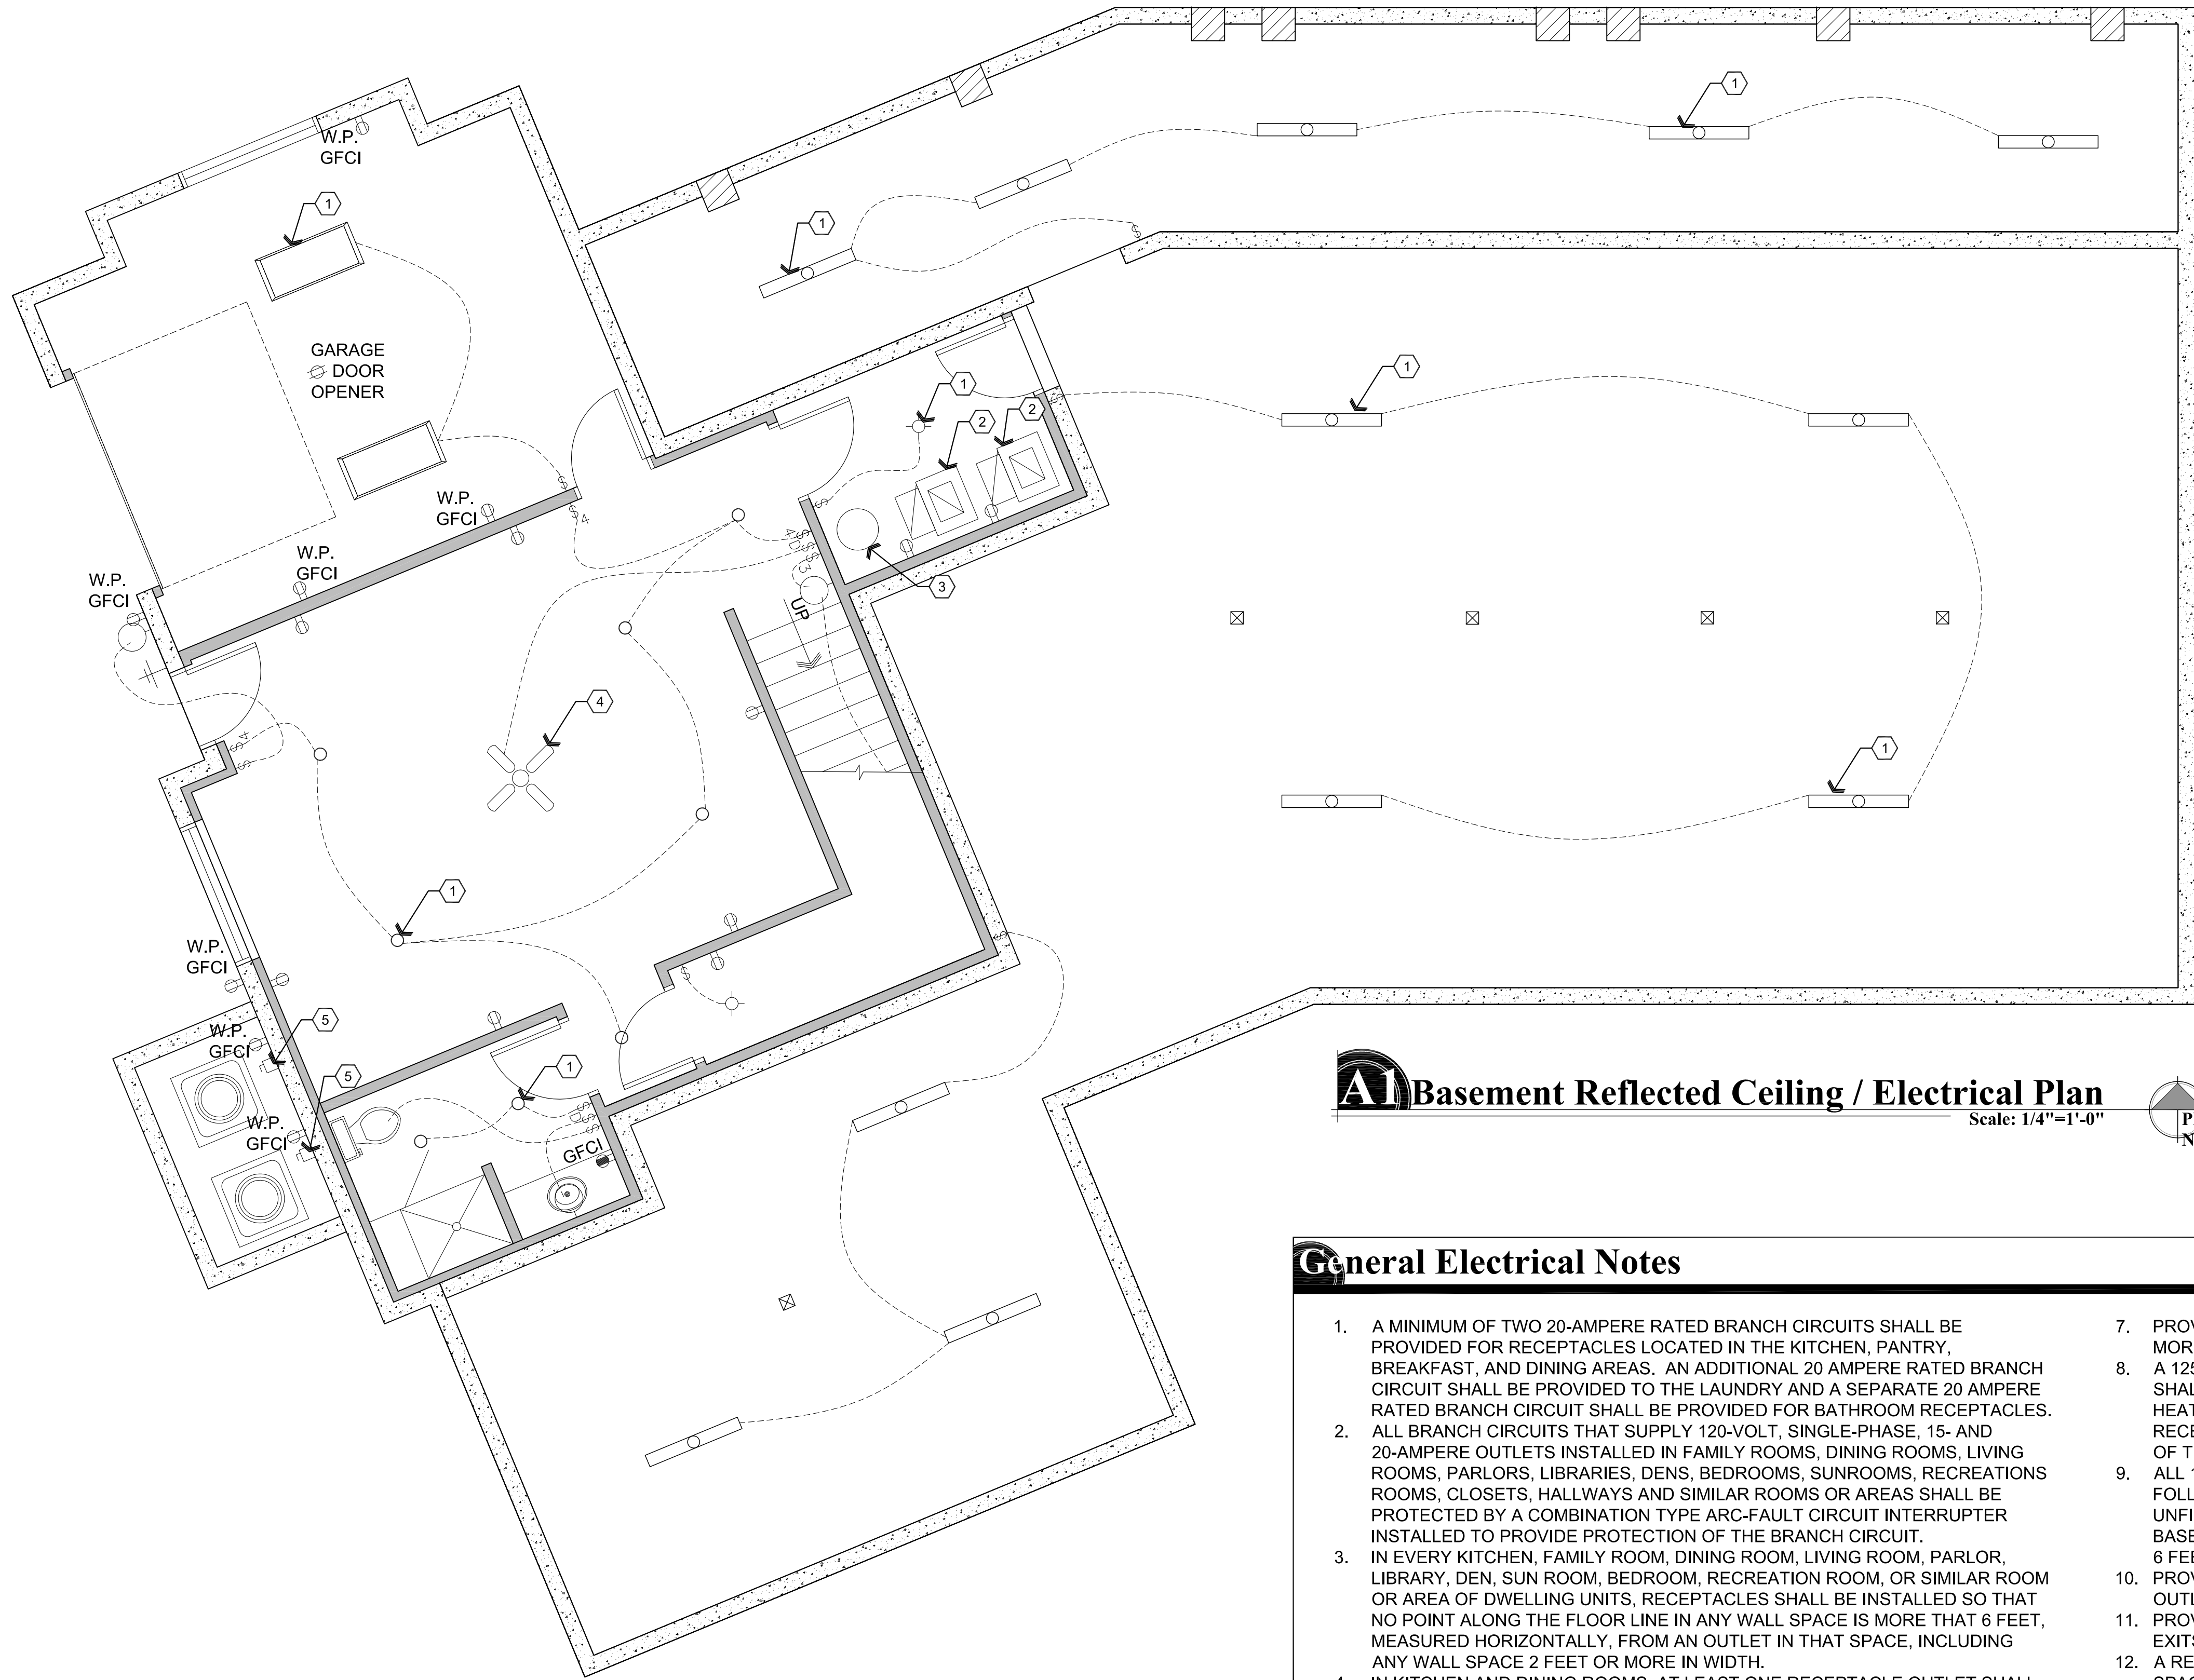 W.P.
GFCI
1
1
1
GARAGE
DOOR
OPENER
1
1
2
2
W.P.
GFCI
$
$4
$
4D
$
$
$3
W.P.
GFCI
W.P.
GFCI
3
UP
4
$4
$
1
1
W.P.
GFCI
$
$
W.P.
GFCI
5
5
1
W.P.
GFCI
GFCI
A1 Basement Reflected Ceiling / Electrical Plan
Scale: 1/4"=1'-0"
General Electrical Notes
1. A MINIMUM OF TWO 20-AMPERE RATED BRANCH CIRCUITS SHALL BE
PROVIDED FOR RECEPTACLES LOCATED IN THE KITCHEN, PANTRY,
BREAKFAST, AND DINING AREAS. AN ADDITIONAL 20 AMPERE RATED BRANCH
CIRCUIT SHALL BE PROVIDED TO THE LAUNDRY AND A SEPARATE 20 AMPERE
RATED BRANCH CIRCUIT SHALL BE PROVIDED FOR BATHROOM RECEPTACLES.
2. ALL BRANCH CIRCUITS THAT SUPPLY 120-VOLT, SINGLE-PHASE, 15- AND
20-AMPERE OUTLETS INSTALLED IN FAMILY ROOMS, DINING ROOMS, LIVING
ROOMS, PARLORS, LIBRARIES, DENS, BEDROOMS, SUNROOMS, RECREATIONS
ROOMS, CLOSETS, HALLWAYS AND SIMILAR ROOMS OR AREAS SHALL BE
PROTECTED BY A COMBINATION TYPE ARC-FAULT CIRCUIT INTERRUPTER
INSTALLED TO PROVIDE PROTECTION OF THE BRANCH CIRCUIT.
3. IN EVERY KITCHEN, FAMILY ROOM, DINING ROOM, LIVING ROOM, PARLOR,
LIBRARY, DEN, SUN ROOM, BEDROOM, RECREATION ROOM, OR SIMILAR ROOM
OR AREA OF DWELLING UNITS, RECEPTACLES SHALL BE INSTALLED SO THAT
NO POINT ALONG THE FLOOR LINE IN ANY WALL SPACE IS MORE THAT 6 FEET,
MEASURED HORIZONTALLY, FROM AN OUTLET IN THAT SPACE, INCLUDING
ANY WALL SPACE 2 FEET OR MORE IN WIDTH.
7.
8. A
SHAL
HEAT
OF
9. ALL
BASE
6
10.
11.
12. A